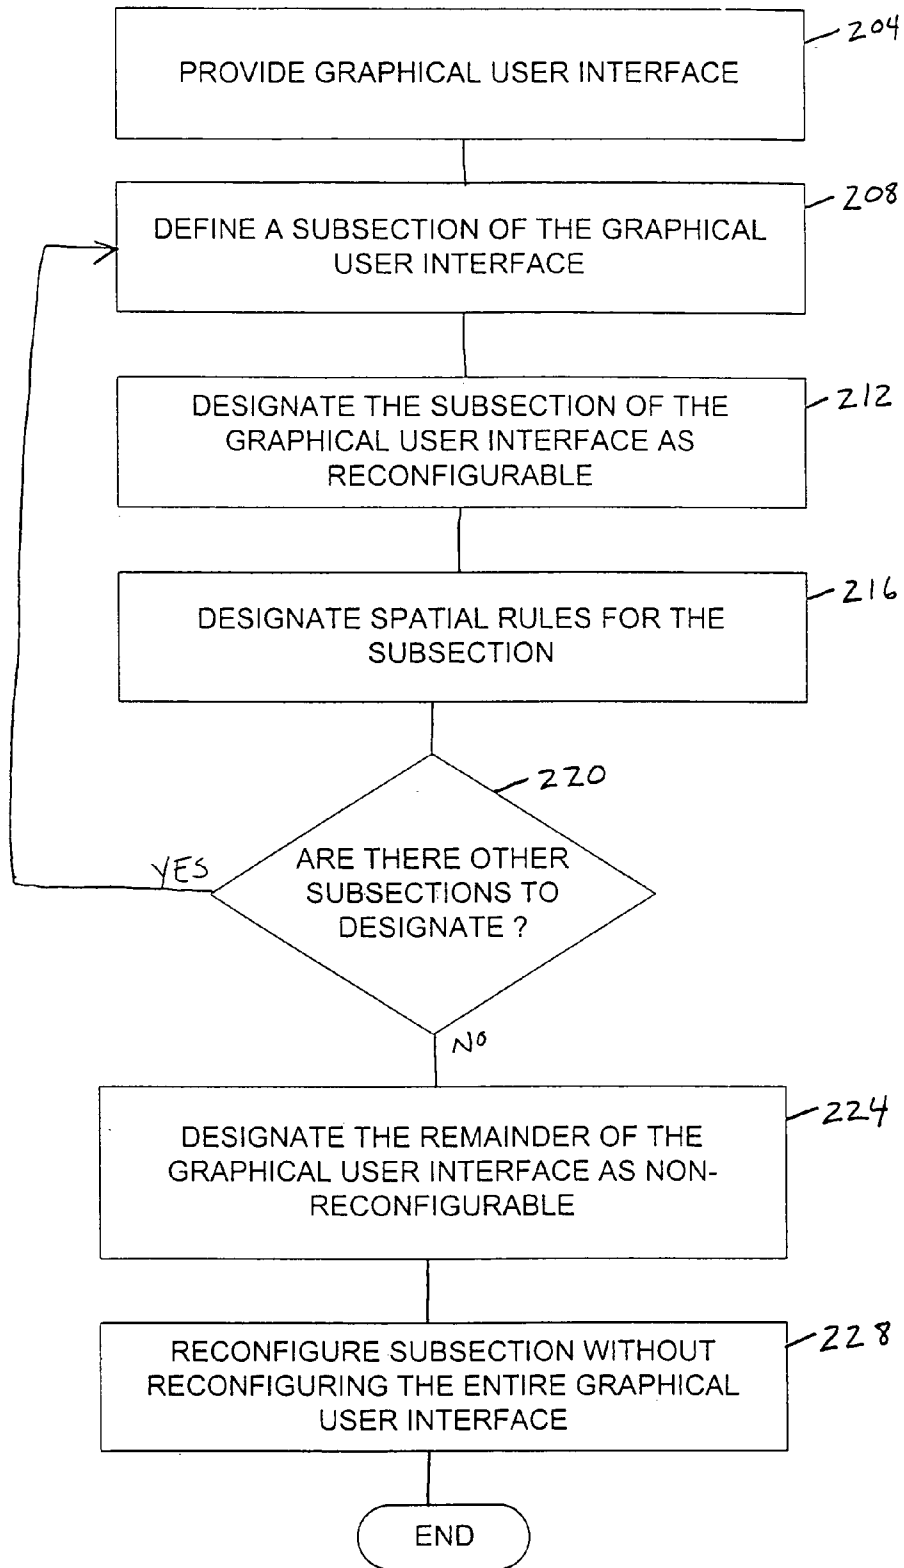 204
PROVIDE GRAPHICAL USER INTERFACE
208
DEFINE A SUBSECTION OF THE GRAPHICAL
USER INTERFACE
212
DESIGNATE THE SUBSECTION OF THE
GRAPHICAL USER INTERFACE AS
RECONFIGURABLE
216
DESIGNATE SPATIAL RULES FOR THE
SUBSECTION
220
YES
ARE THERE OTHER
SUBSECTIONS TO
DESIGNATE ?
NO
224
DESIGNATE THE REMAINDER OF THE
GRAPHICAL USER INTERFACE AS NON-
RECONFIGURABLE
228
RECONFIGURE SUBSECTION WITHOUT
RECONFIGURING THE ENTIRE GRAPHICAL
USER INTERFACE
END